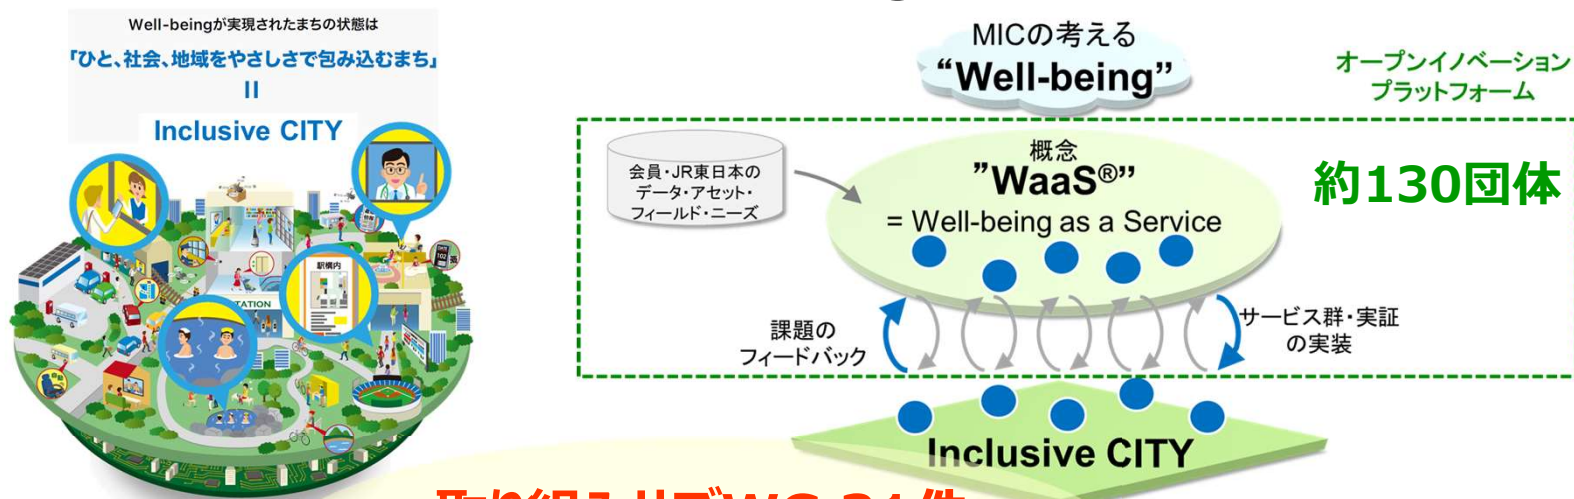 Well-beingが実現されたまちの状態は
「ひと、社会、地域をやさしさで包み込むまち」
=
Inclusive CITY
駅構内
STATION
MICの考える
“Well-being”
オープンイノベーション
プラットフォーム
会員・JR東日本の
データ・アセット・
フィールド・ニーズ
概念
”WaaS®”
= Well-being as a Service
約130団体
課題の
フィードバック
サービス群・実証
の実装
Inclusive CITY